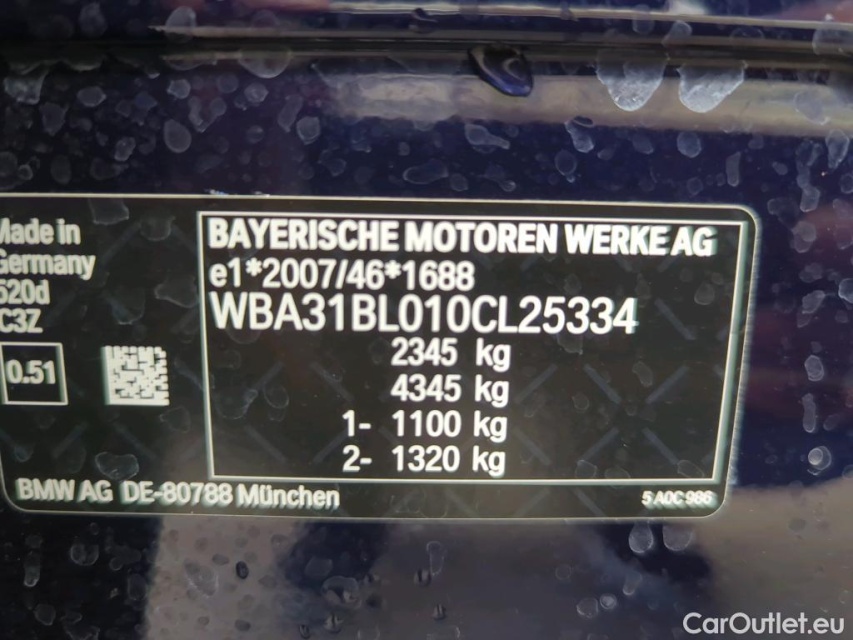 Made in
Germany
520d
C3Z
0.51
BAYERISCHE MOTOREN WERKE AG
e1*2007/46*1688
WBA31BL010CL25334
2345 kg
4345 kg
1- 1100 kg
2- 1320 kg
BMW AG DE-80788 München
5 A0C 986
CarOutlet.eu